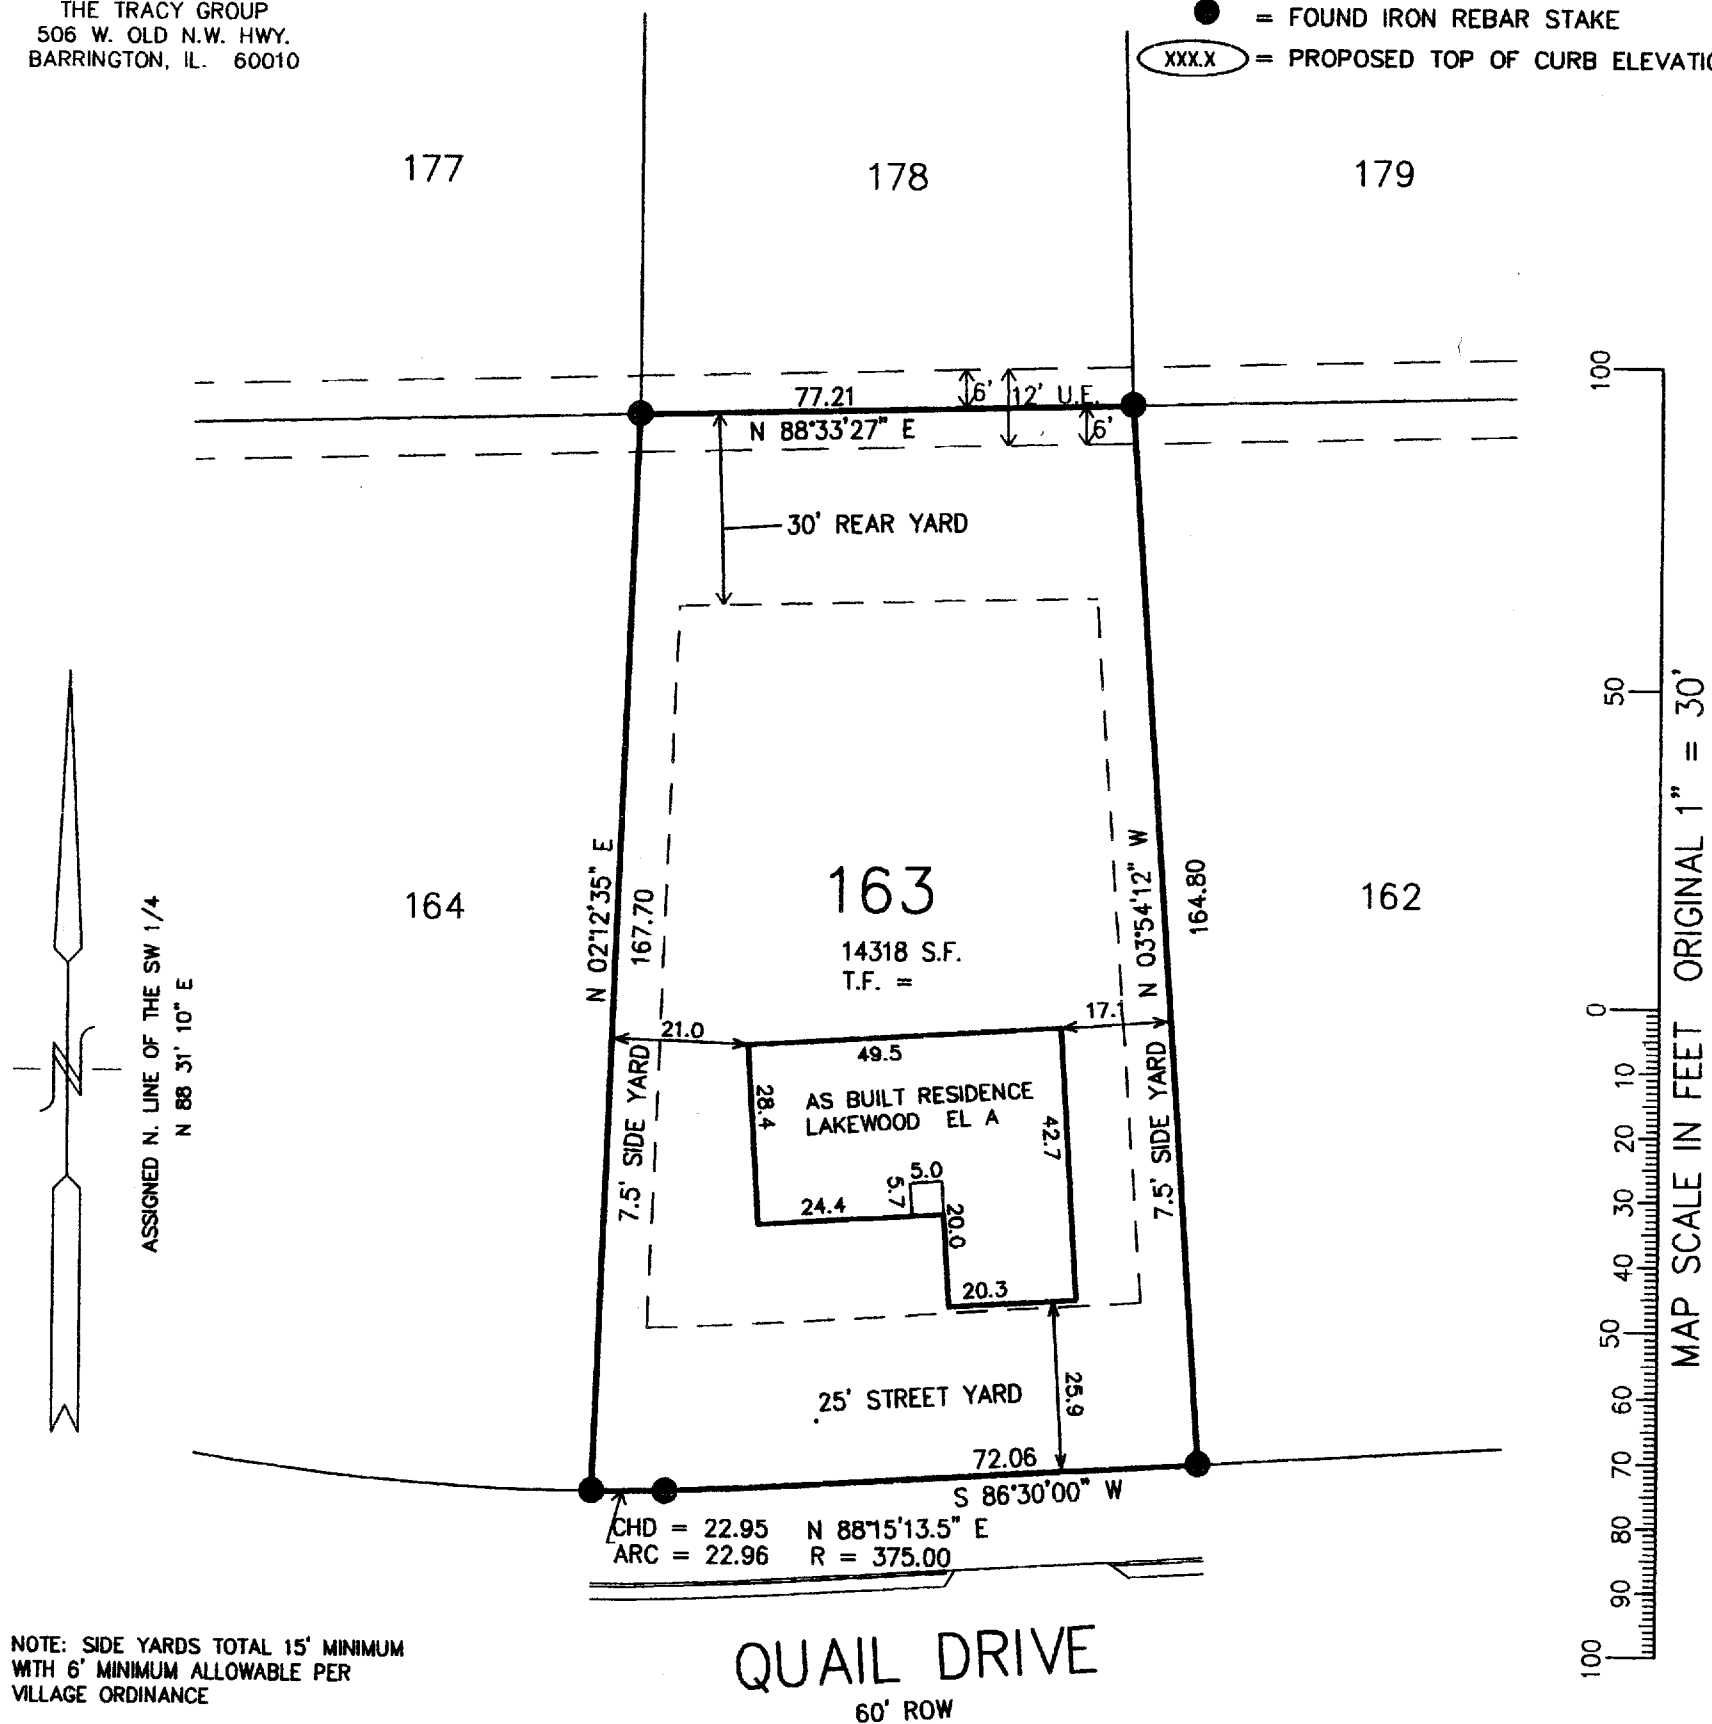 THE TRACY GROUP
506 W. OLD N.W. HWY.
BARRINGTON, IL. 60010
= FOUND IRON REBAR STAKE
XXX.X = PROPOSED TOP OF CURB
177
178
179
77.21
6'
12' U.E.
N 88°33'27" E
6'
30' REAR YARD
164
163
162
14318 S.F.
T.F. =
N 02°12'35" E
167.70
N 03°54'12" W
164.80
21.0
17.1
49.5
7.5' SIDE YARD
28.4
AS BUILT RESIDENCE
LAKEWOOD EL A
42.7
7.5' SIDE YARD
5.0
5.7
24.4
20.0
20.3
25' STREET YARD
25.9
72.06
S 86°30'00" W
CHD = 22.95 N 88°15'13.5" E
ARC = 22.96 R = 375.00
QUAIL DRIVE
60' ROW
N
ASSIGNED N. LINE OF THE SW 1/4
N 88 31' 10" E
NOTE: SIDE YARDS TOTAL 15' MINIMUM
WITH 6' MINIMUM ALLOWABLE PER
VILLAGE ORDINANCE
100
50
0
10
20
30
40
50
60
70
80
90
100
MAP SCALE IN FEET ORIGINAL 1" = 30'